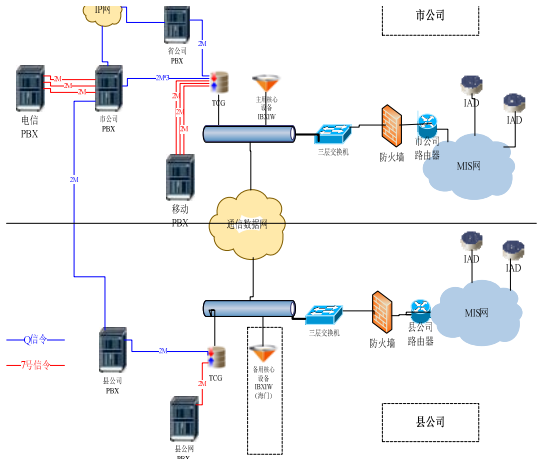 IP网
市公司
省公司
PBX
2M
2M
2M
2M
2M*3
电信
PBX
市公司
PBX
TCG
主用核心
设备
IBX1W
2M
2M
2M
三层交换机
防火墙
市公司
路由器
IAD
IAD
MIS网
2M
移动
PBX
通信数据网
IAD
IAD
MIS网
三层交换机
防火墙
县公司
路由器
Q信令
7号信令
县公司
PBX
2M
TCG
备用核心
设备
IBX1W
(海门)
2M
县公网
PBX
县公司